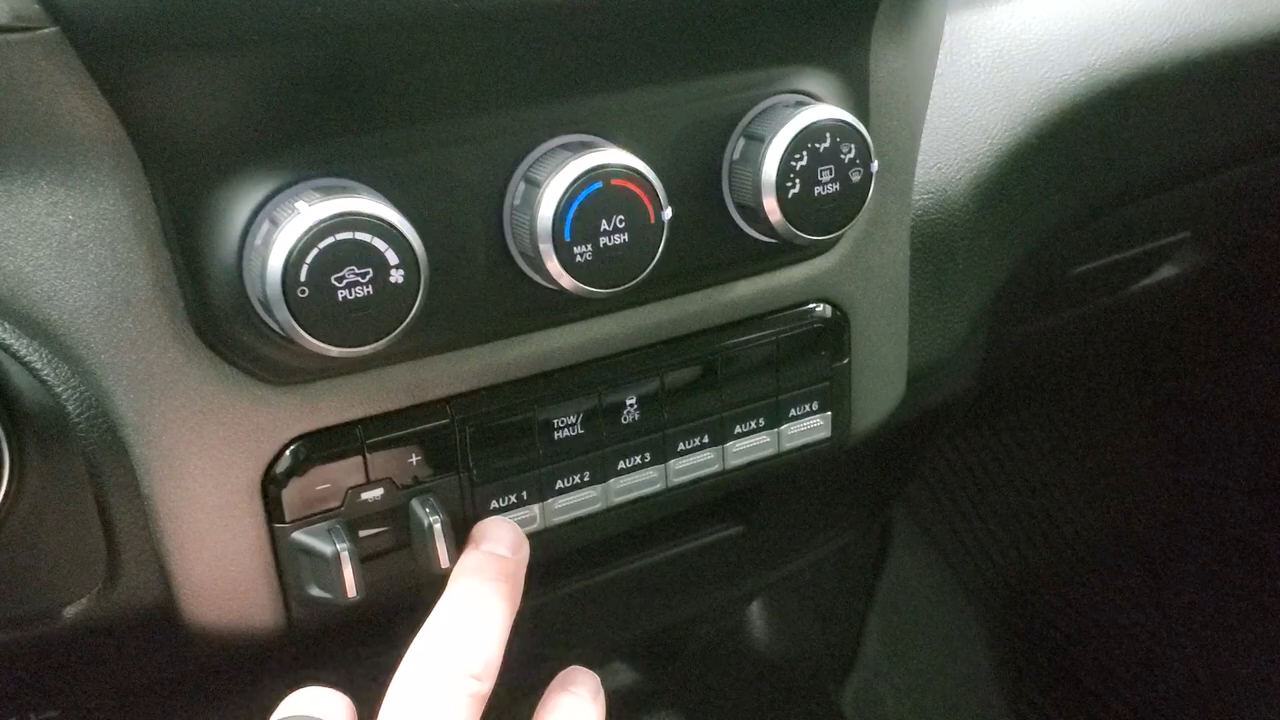 PUSH
A/C
PUSH
MAX
A/C
PUSH
-
+
TOW/
HAUL
OFF
AUX 1
AUX 2
AUX 3
AUX 4
AUX 5
AUX 6